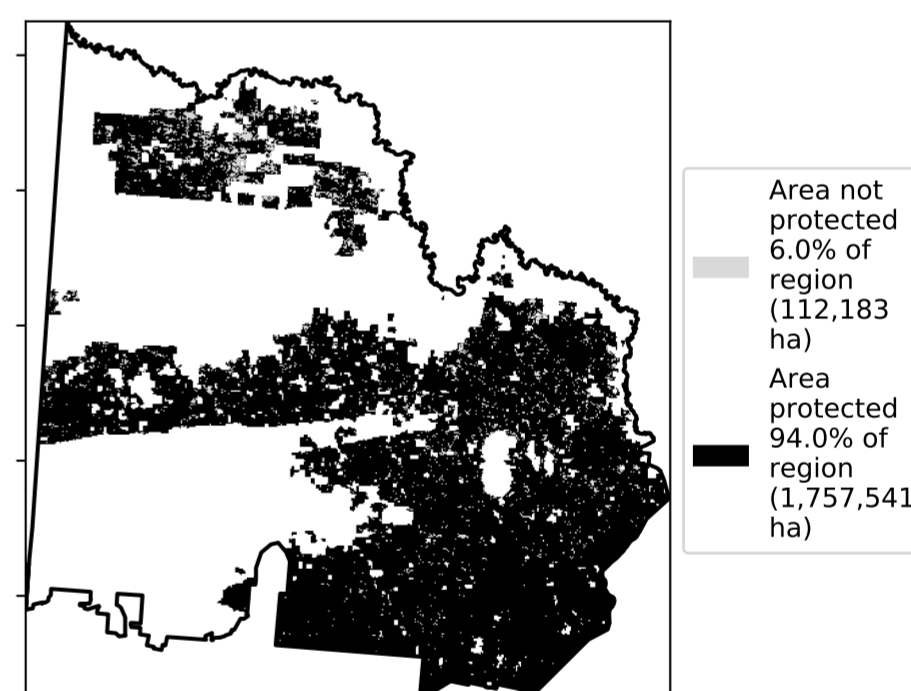 Area not
protected
6.0% of
region
(112,183
ha)
Area
protected
94.0% of
region
(1,757,541
ha)